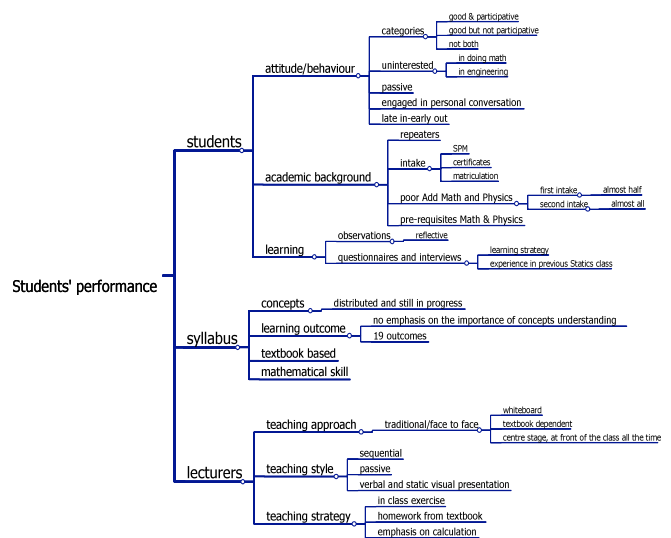 Students' performance
students
attitude/behaviour
categories
good & participative
good but not participative
not both
uninterested
in doing math
in engineering
passive
engaged in personal conversation
late in-early out
academic background
repeaters
intake
SPM
certificates
matriculation
poor Add Math and Physics
first intake
almost half
second intake
almost all
pre-requisites Math & Physics
learning
observations
reflective
questionnaires and interviews
learning strategy
experience in previous Statics class
syllabus
concepts
distributed and still in progress
learning outcome
no emphasis on the importance of concepts understanding
19 outcomes
textbook based
mathematical skill
lecturers
teaching approach
traditional/face to face
whiteboard
textbook dependent
centre stage, at front of the class all the time
teaching style
sequential
passive
verbal and static visual presentation
teaching strategy
in class exercise
homework from textbook
emphasis on calculation